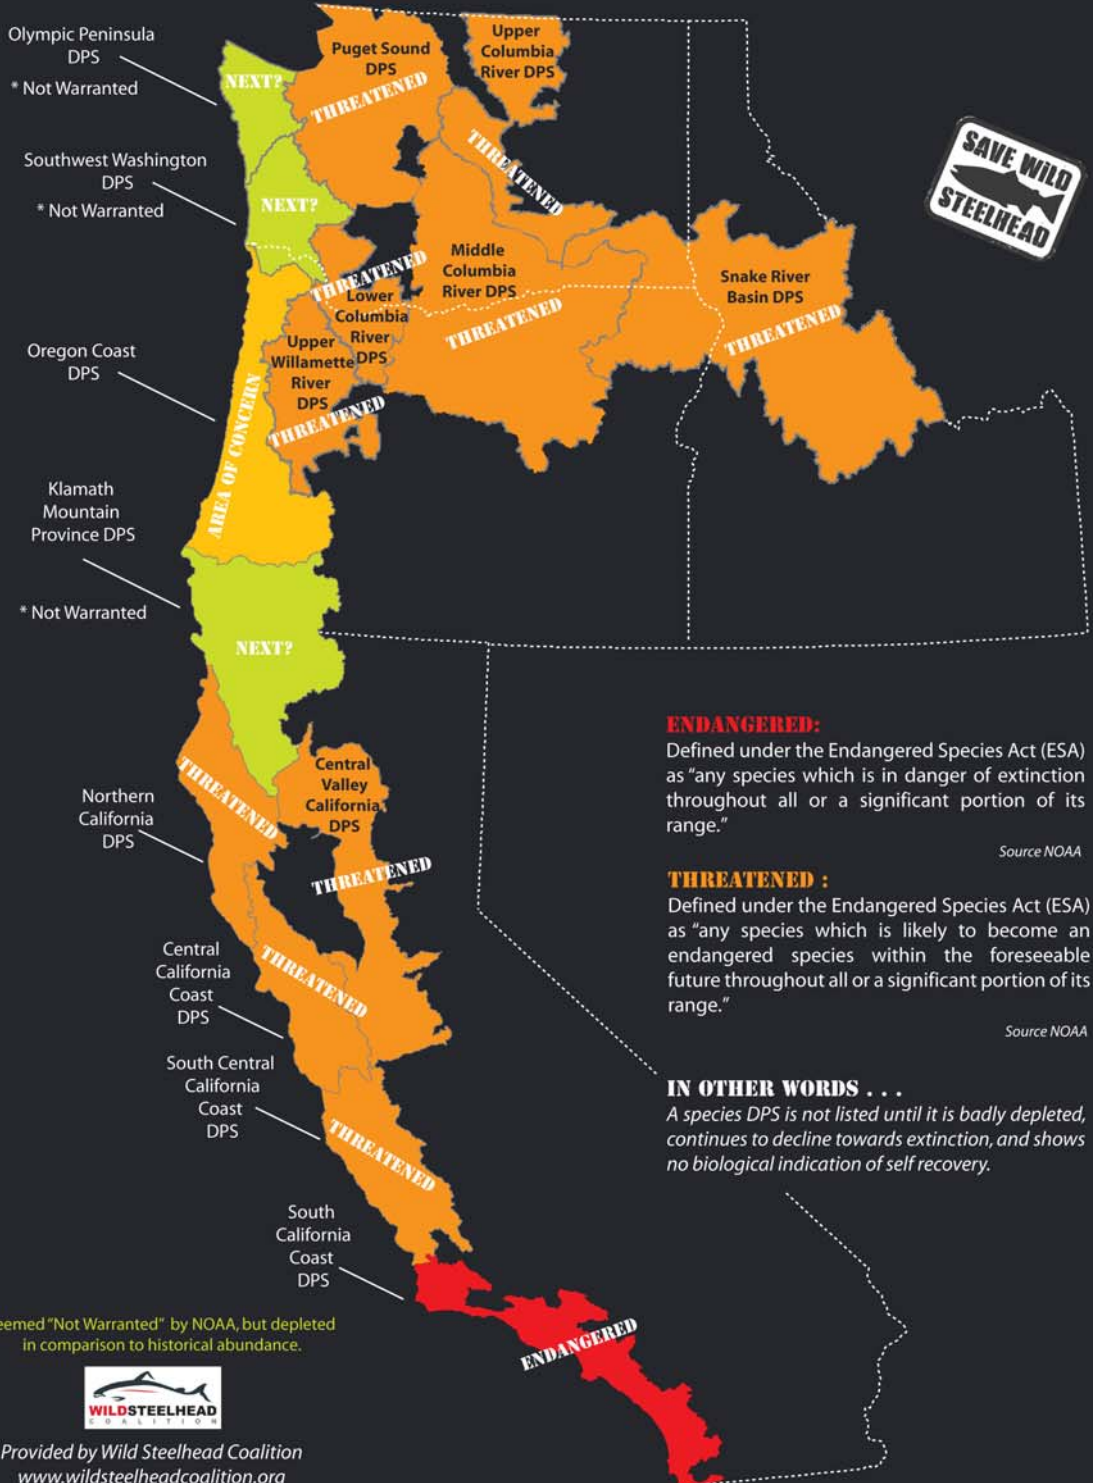 Olympic Peninsula
DPS
* Not Warranted
NEXT?
Puget Sound
DPS
THREATENED
Upper
Columbia
River DPS
THREATENED
SAVE WILD
STEELHEAD
Southwest Washington
DPS
* Not Warranted
NEXT?
THREATENED
Lower
Columbia
River
DPS
Middle
Columbia
River DPS
THREATENED
Snake River
Basin DPS
THREATENED
Upper
Willamette
River
DPS
THREATENED
Oregon Coast
DPS
AREA OF CONCERN
Klamath
Mountain
Province DPS
* Not Warranted
NEXT?
Northern
California
DPS
THREATENED
Central
Valley
California
DPS
THREATENED
Central
California
Coast
DPS
THREATENED
South Central
California
Coast
DPS
THREATENED
South
California
Coast
DPS
ENDANGERED
ENDANGERED:
Defined under the Endangered Species Act (ESA)
as “any species which is in danger of extinction
throughout all or a significant portion of its
range.”
Source NOAA
THREATENED :
Defined under the Endangered Species Act (ESA)
as “any species which is likely to become an
endangered species within the foreseeable
future throughout all or a significant portion of its
range.”
Source NOAA
IN OTHER WORDS . . .
A species DPS is not listed until it is badly depleted,
continues to decline towards extinction, and shows
no biological indication of self recovery.
eemed “Not Warranted” by NOAA, but depleted
in comparison to historical abundance.
WILDSTEELHEAD
COALITION
Provided by Wild Steelhead Coalition
www.wildsteelheadcoalition.org